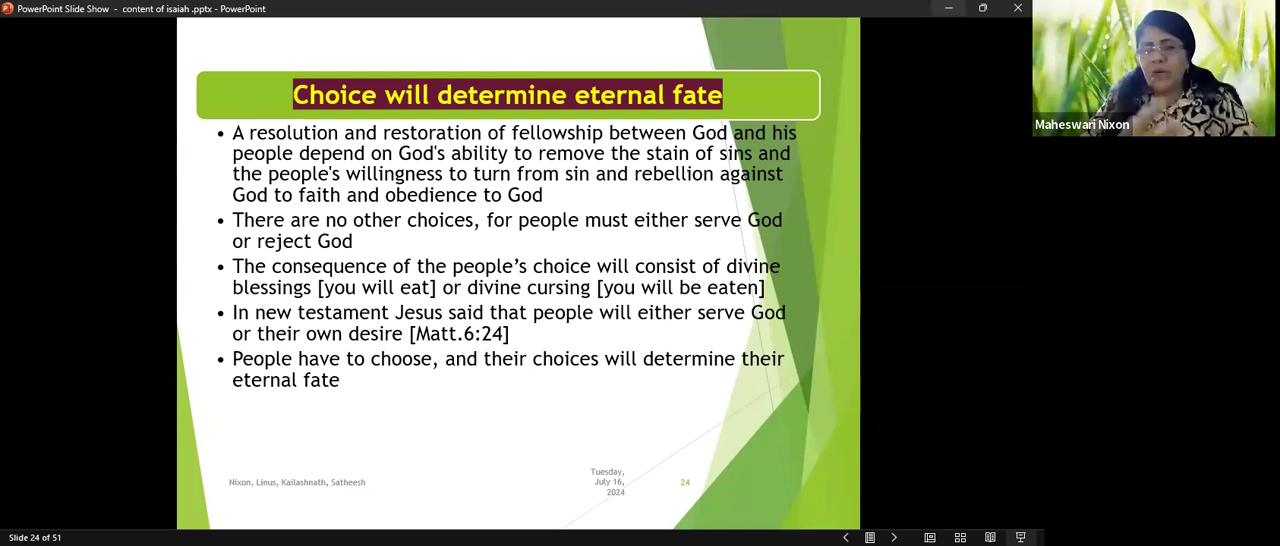 PowerPoint Slide Show - content of isaiah .pptx - PowerPoint
Maheswari Nixon
Choice will determine eternal fate
• A resolution and restoration of fellowship between God and his
people depend on God's ability to remove the stain of sins and
the people's willingness to turn from sin and rebellion against
God to faith and obedience to God
• There are no other choices, for people must either serve God
or reject God
• The consequence of the people’s choice will consist of divine
blessings [you will eat] or divine cursing [you will be eaten]
• In new testament Jesus said that people will either serve God
or their own desire [Matt.6:24]
• People have to choose, and their choices will determine their
eternal fate
Nixon, Linus, Kailashnath, Satheesh
Tuesday,
July 16,
2024
24
Slide 24 of 51